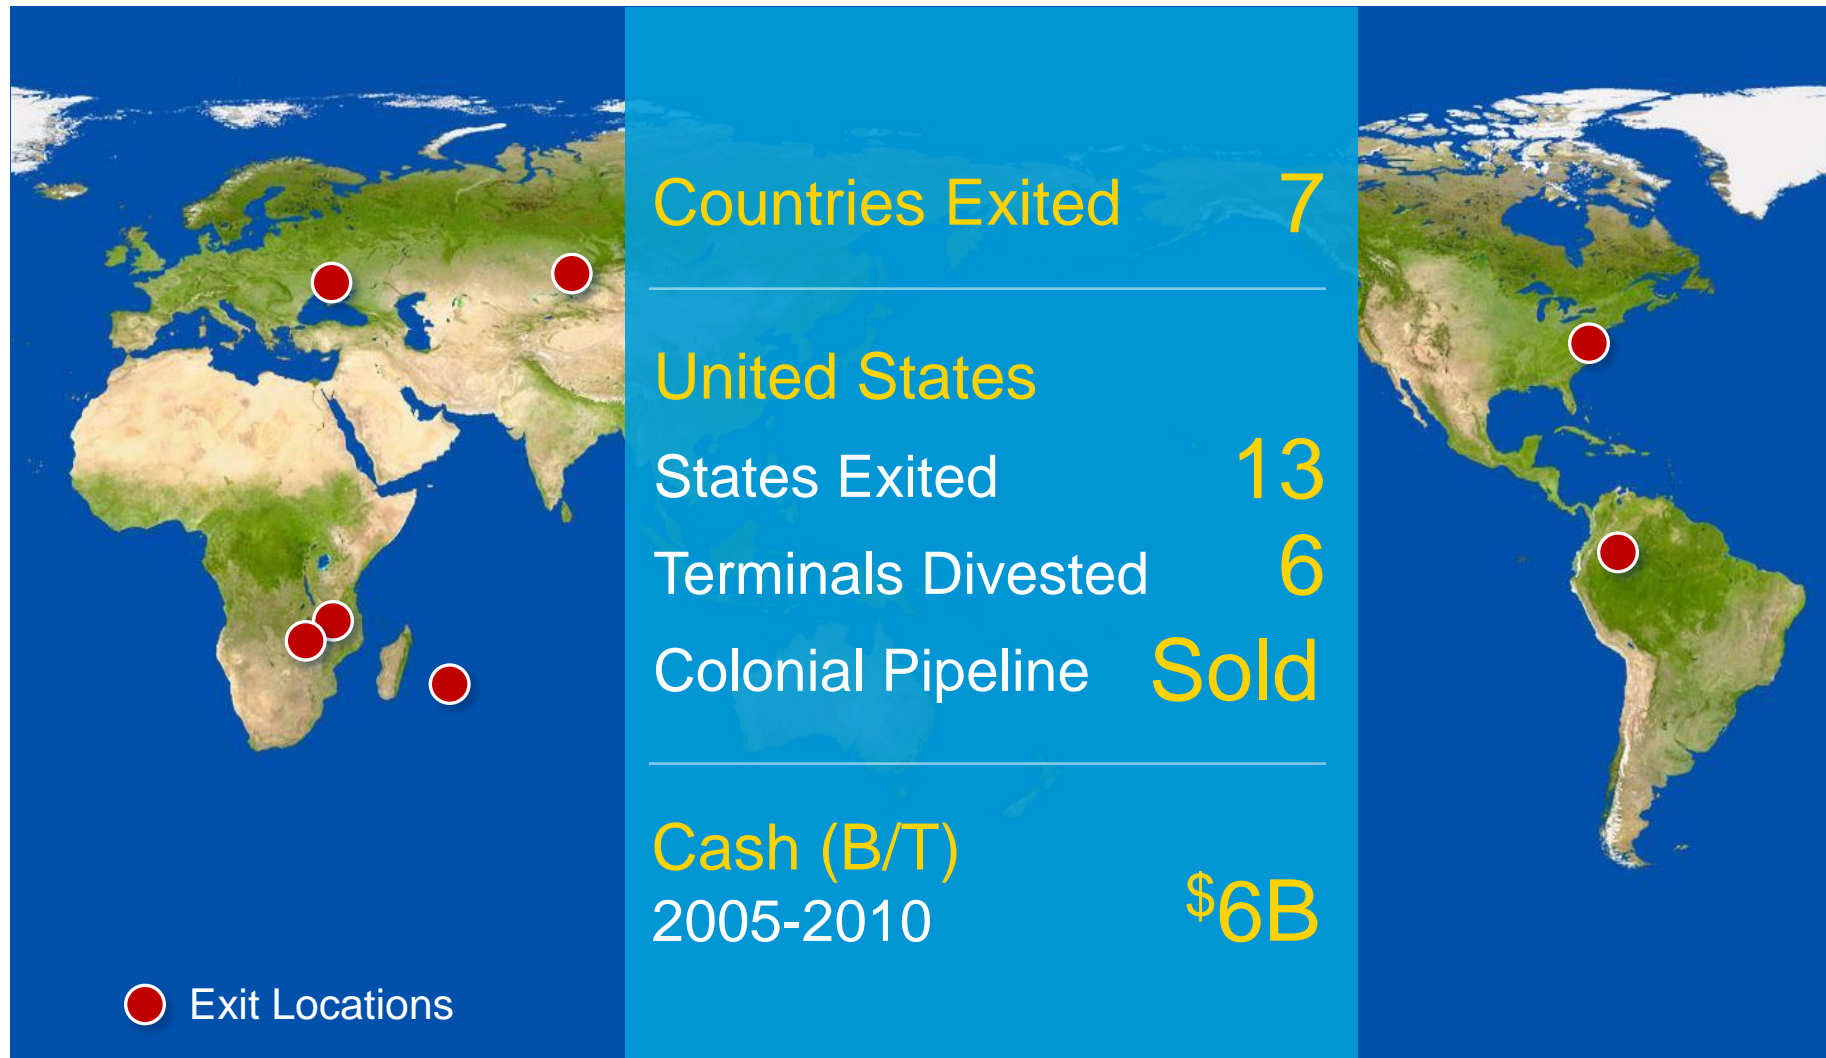 Countries Exited 7
United States
States Exited 13
Terminals Divested 6
Colonial Pipeline Sold
Cash (B/T)
2005-2010 $6B
Exit Locations